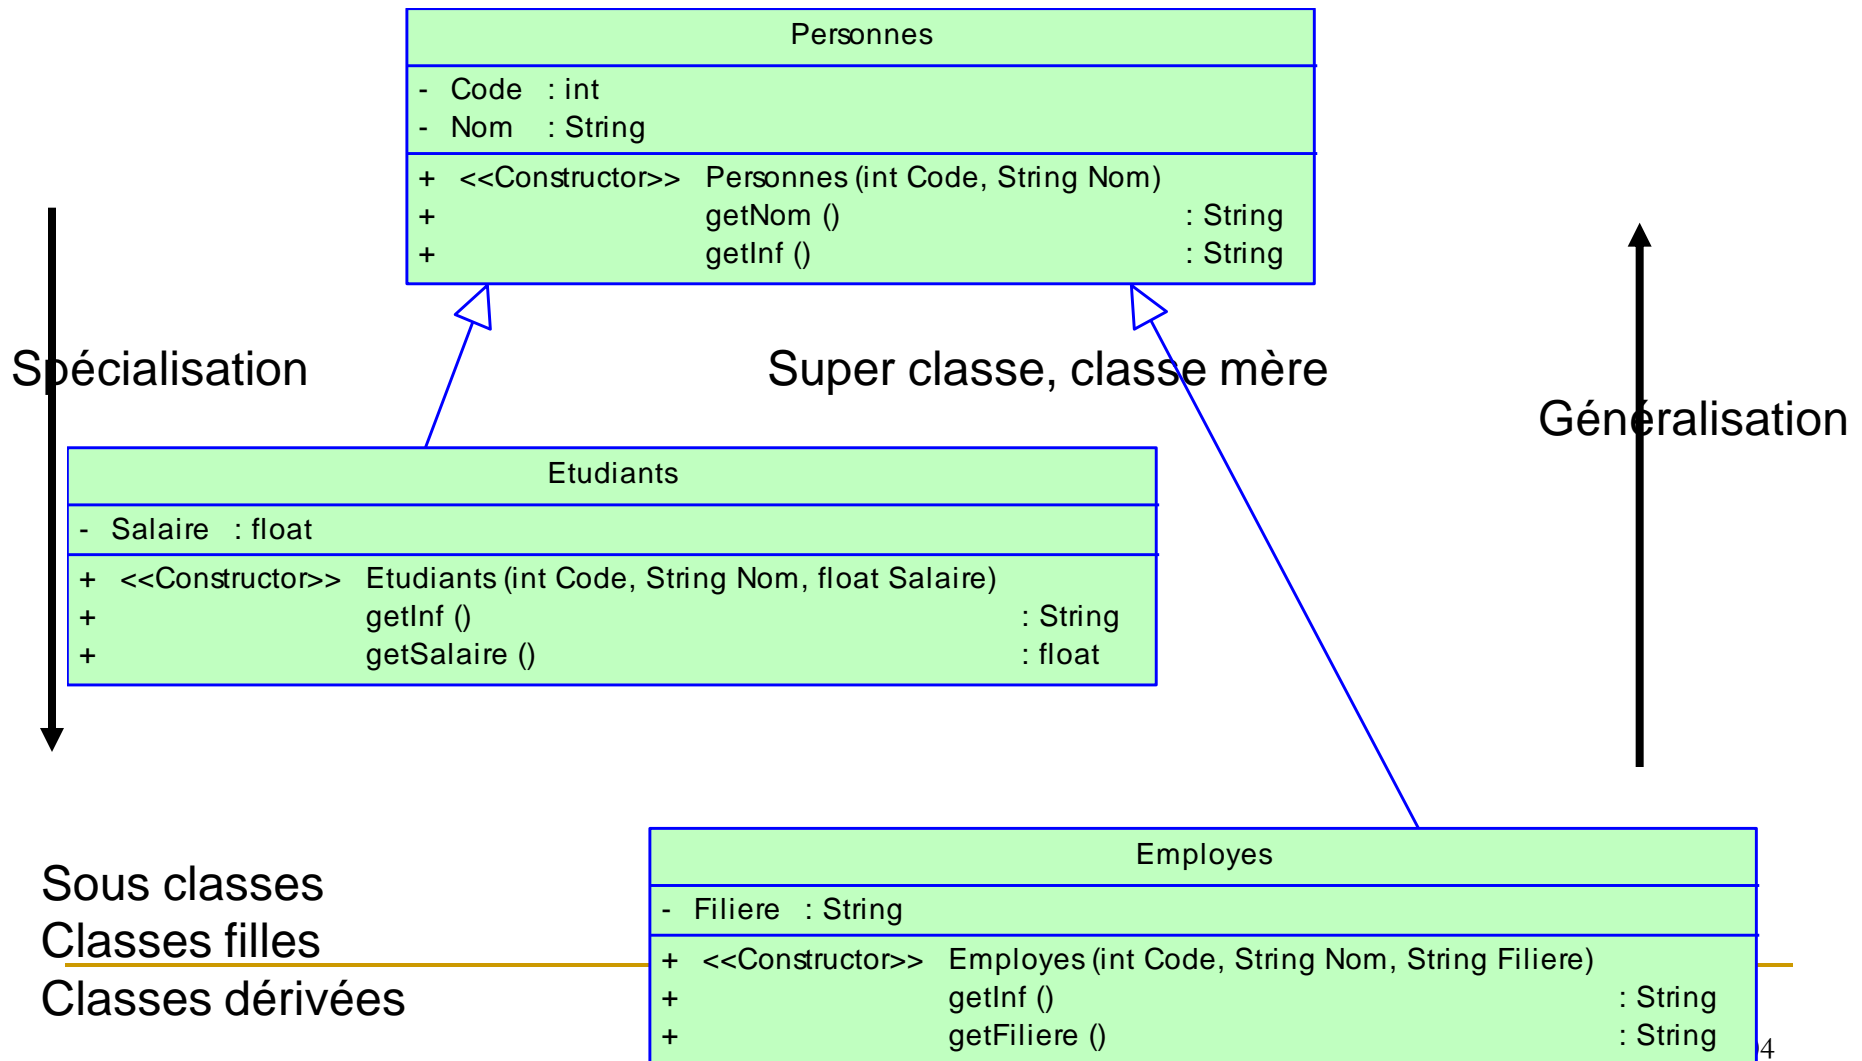 Personnes
- Code : int
- Nom : String
+ <<Constructor>> Personnes (int Code, String Nom)
+ getNom () : String
+ getInf () : String
Spécialisation
Super classe, classe mère
Généralisation
Etudiants
- Salaire : float
+ <<Constructor>> Etudiants (int Code, String Nom, float Salaire)
+ getInf () : String
+ getSalaire () : float
Employes
- Filiere : String
+ <<Constructor>> Employes (int Code, String Nom, String Filiere)
+ getInf () : String
+ getFiliere () : String
Sous classes
Classes filles
Classes dérivées